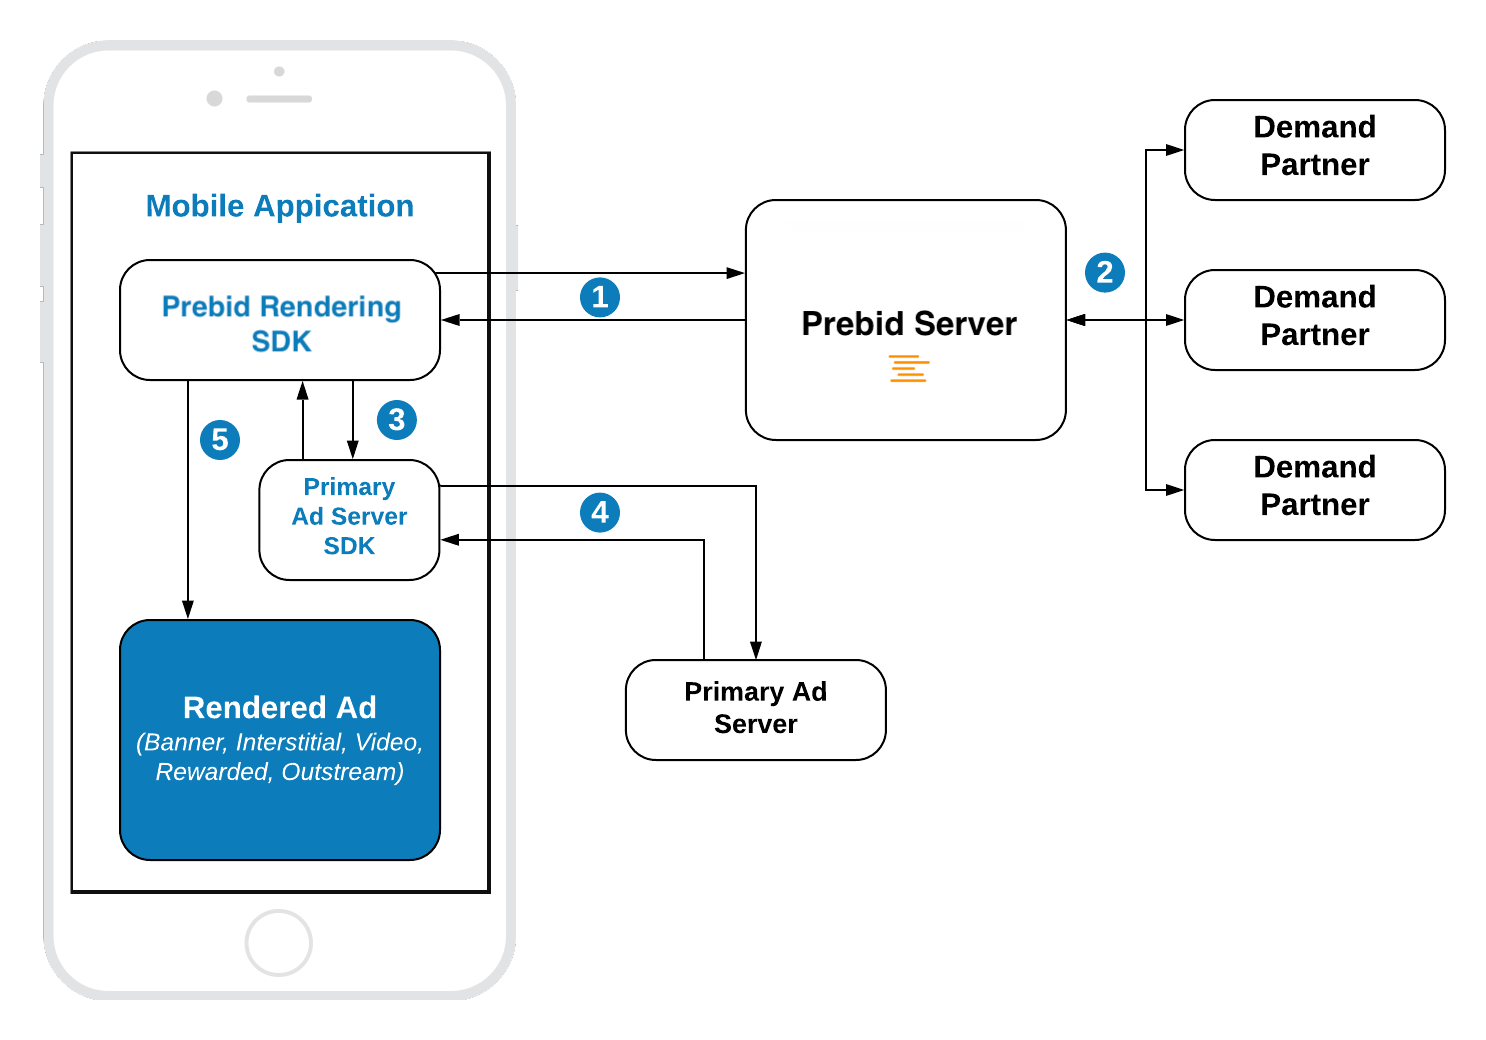 Mobile Appication
Prebid Rendering
SDK
1
Prebid Server
2
Demand
Partner
Demand
Partner
Demand
Partner
3
5
Primary
Ad Server
SDK
4
Primary Ad
Server
Rendered Ad
(Banner, Interstitial, Video,
Rewarded, Outstream)